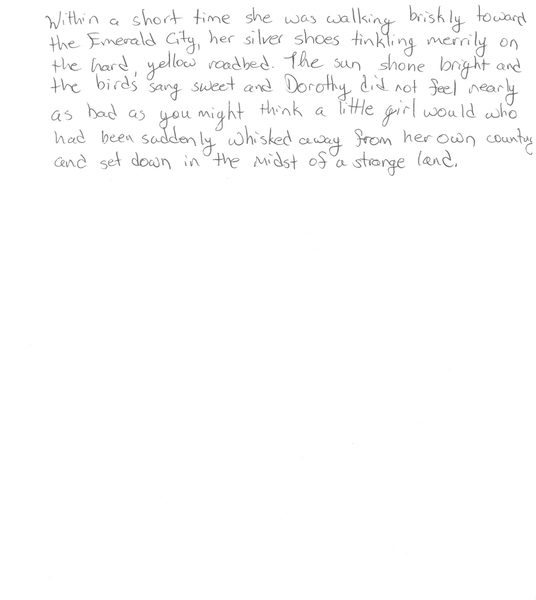 Within a short time she was walking briskly toward
the Emerald City, her silver shoes tinkling merrily on
the hard, yellow roadbed. The sun shone bright and
the birds sang sweet and Dorothy did not feel nearly
as bad as you might think a little girl would who
had been suddenly whisked away from her own country
and set down in the midst of a strange land.